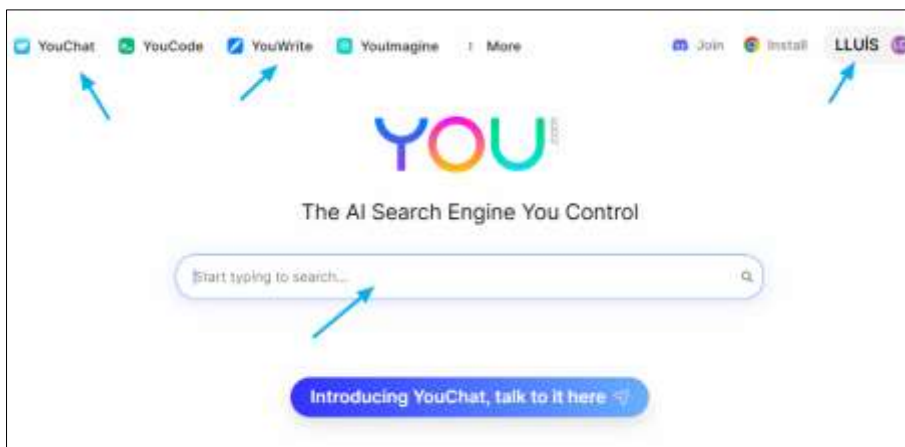 YouChat YouCode YouWrite YouImagine ⋮ More Join Install LLUÍS
YOU .com
The AI Search Engine You Control
Start typing to search...
Introducing YouChat, talk to it here